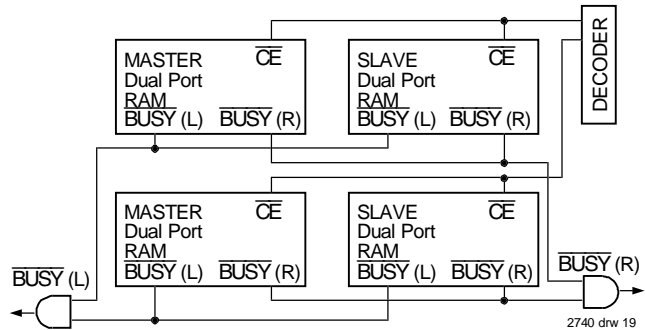 MASTER
Dual Port
RAM
CE
BUSY (L) BUSY (R)
SLAVE
Dual Port
RAM
CE
BUSY (L) BUSY (R)
DECODER
MASTER
Dual Port
RAM
CE
BUSY (L) BUSY (R)
SLAVE
Dual Port
RAM
CE
BUSY (L) BUSY (R)
BUSY (L)
BUSY (R)
2740 drw 19